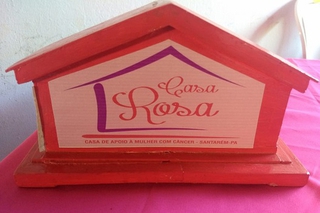 Casa
Rosa
CASA DE APOIO A MULHER COM CÂNCER - SANTARÉM-PA